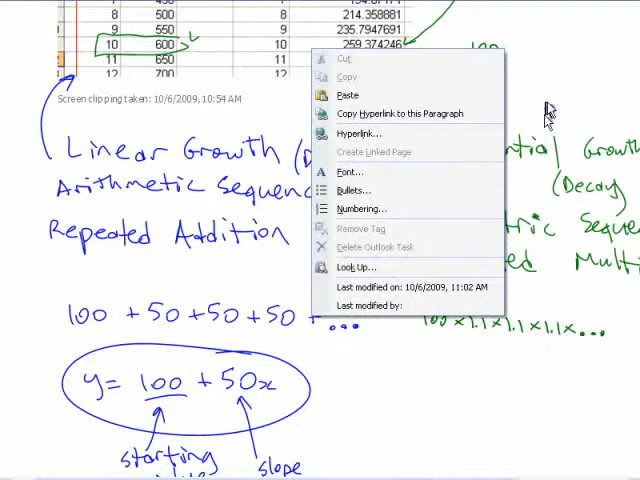 8 500 8 214.358881
9 550 9 235.7947691
10 600 10 259.374246
11 650 11
12 700 12
Screen clipping taken: 10/6/2009, 10:54 AM
Cut
Copy
Paste
Copy Hyperlink to this Paragraph
Hyperlink...
Create Linked Page
Font...
Bullets...
Numbering...
Remove Tag
Delete Outlook Task
Look Up...
Last modified on: 10/6/2009, 11:02 AM
Last modified by:
Linear Growth
Arithmetic Sequenc
Repeated Addition
100 + 50 + 50 + 50 + ...
y = 100 + 50x
starting
slope
Growth
(Decay)
Seque
Multi
100 x 1.1 x 1.1 x 1.1 x ...